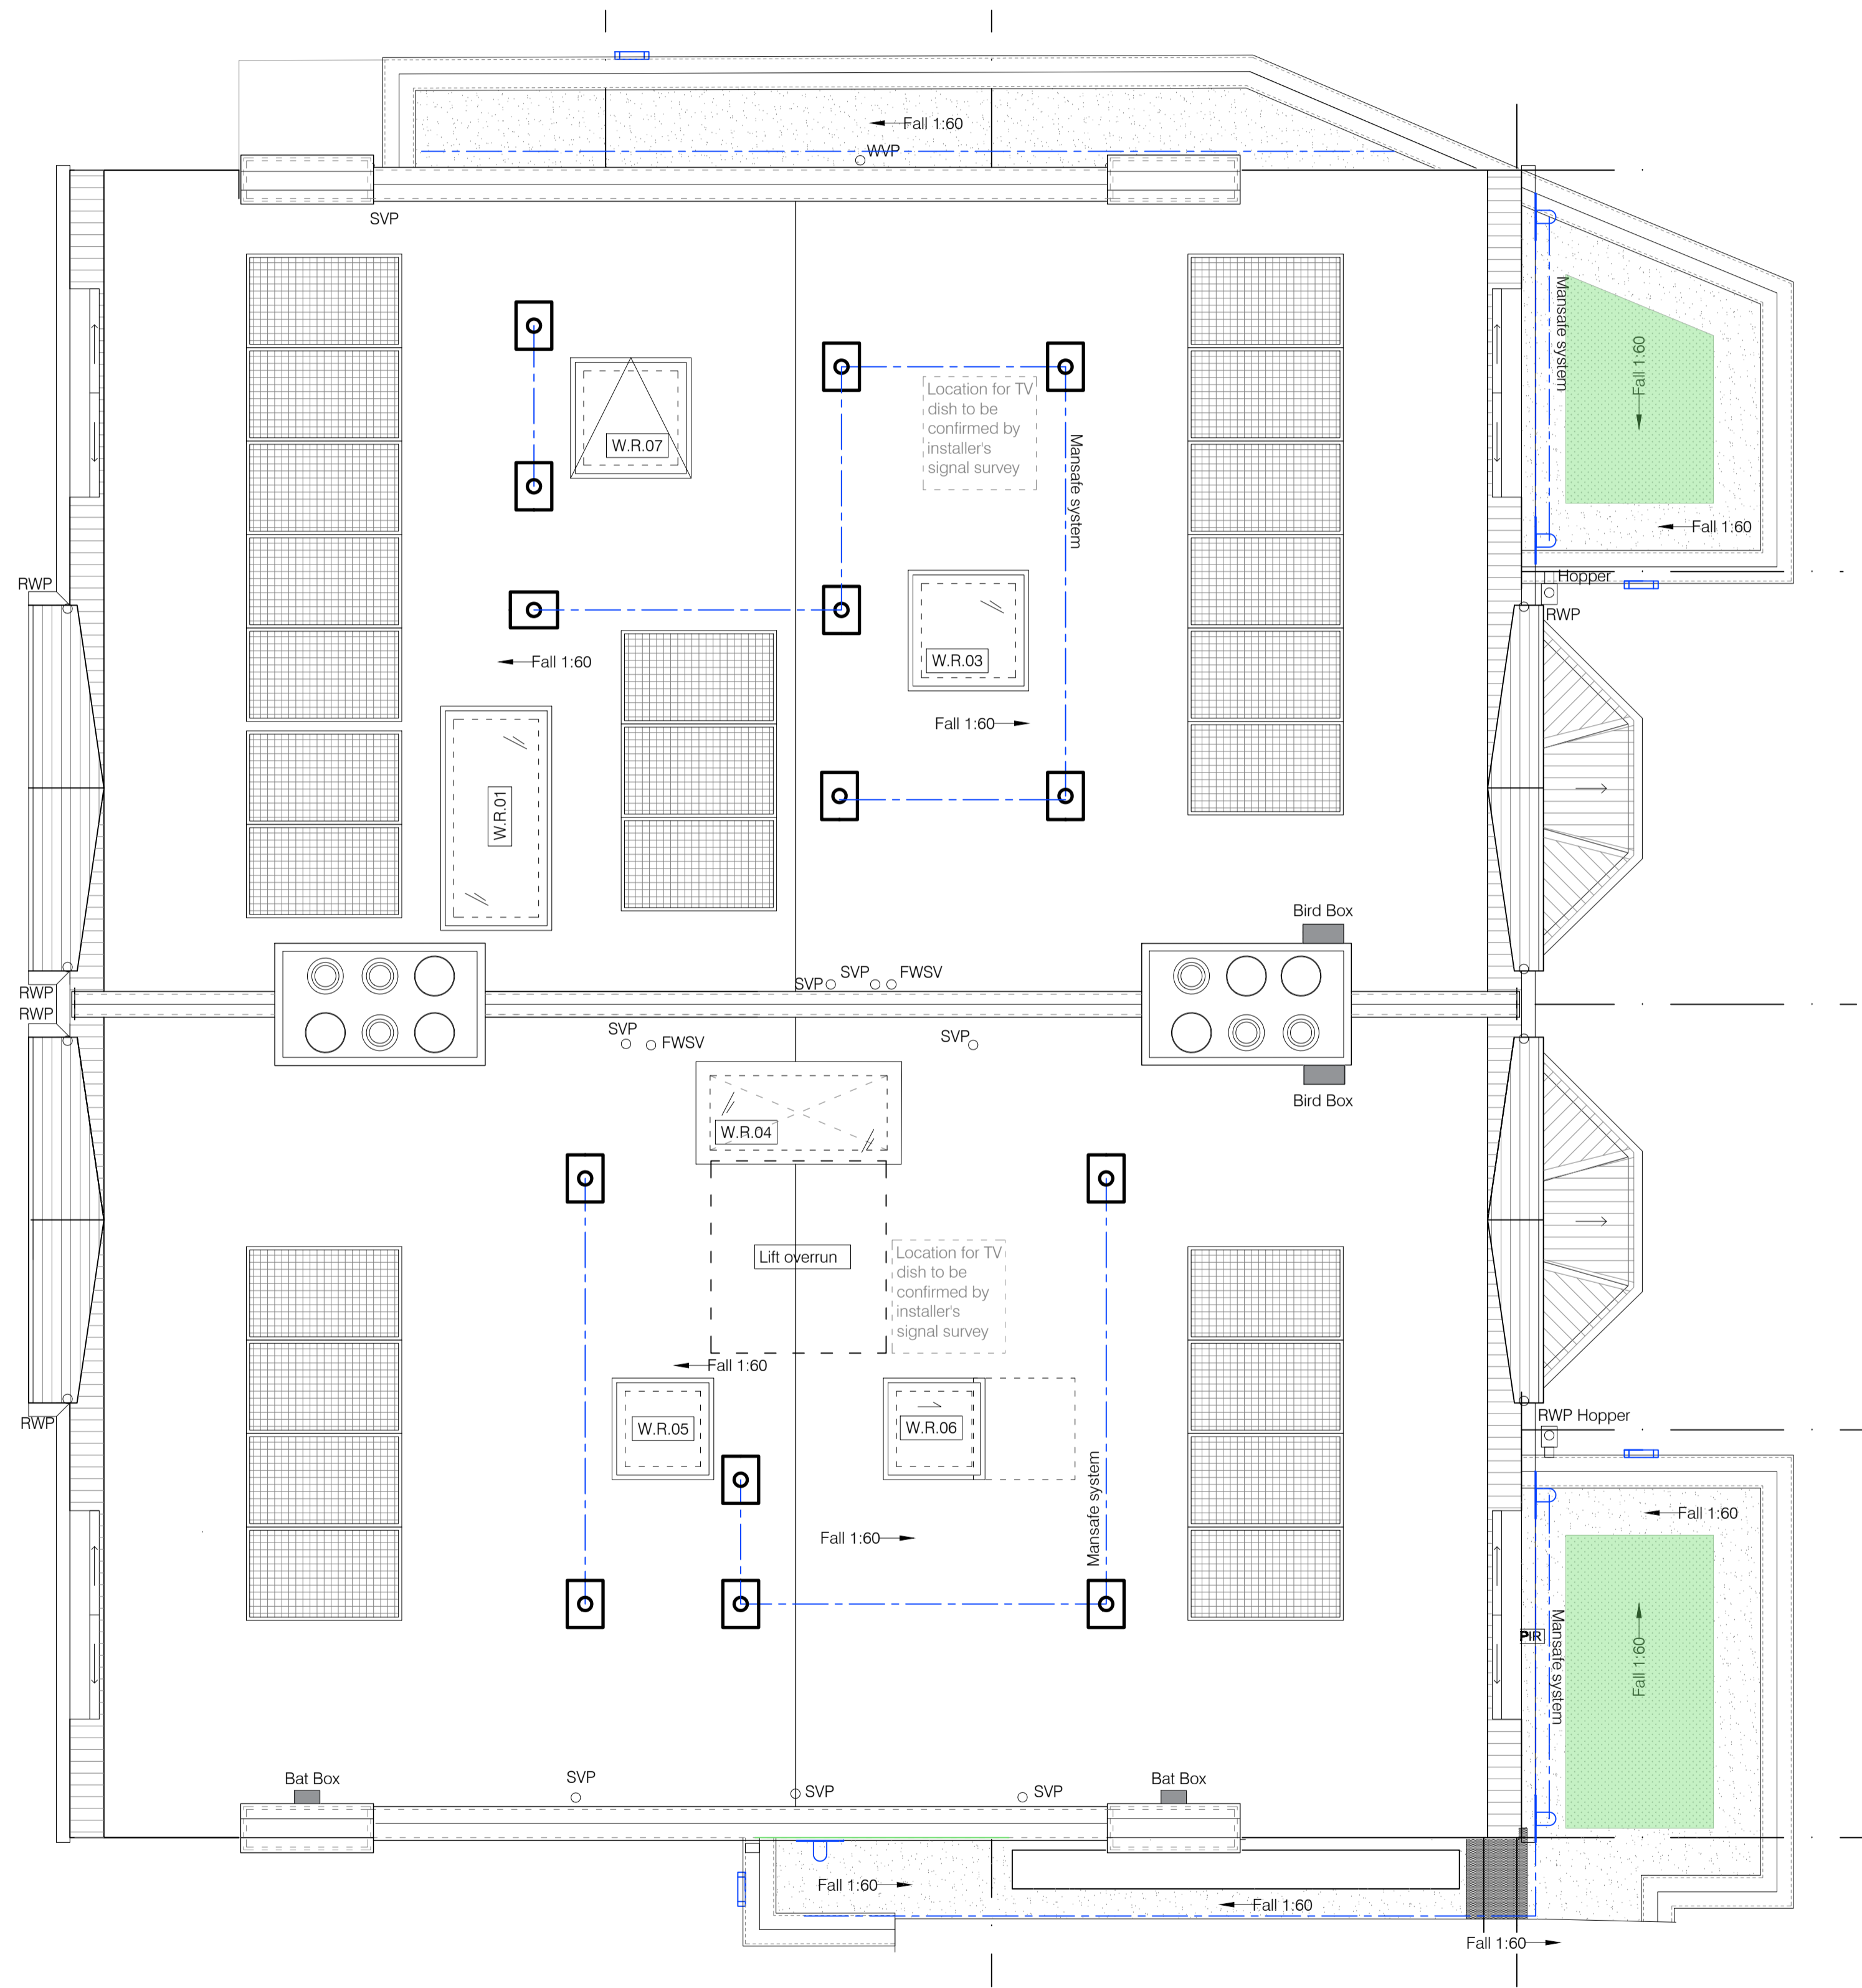 Fall 1:60
WVP
SVP
Mansafe system
Fall 1:60
Location for TV
dish to be
confirmed by
installer's
signal survey
W.R.07
Mansafe system
Fall 1:60
RWP
Hopper
RWP
Fall 1:60
W.R.03
Fall 1:60
W.R.01
Bird Box
RWP
SVP
SVP
FWSV
RWP
SVP
FWSV
SVP
Bird Box
W.R.04
Lift overrun
Location for TV
dish to be
confirmed by
installer's
signal survey
Fall 1:60
RWP
W.R.05
W.R.06
RWP Hopper
Mansafe system
Fall 1:60
Fall 1:60
PIR
Mansafe system
Fall 1:60
Bat Box
SVP
SVP
SVP
Bat Box
Fall 1:60
Fall 1:60
Fall 1:60